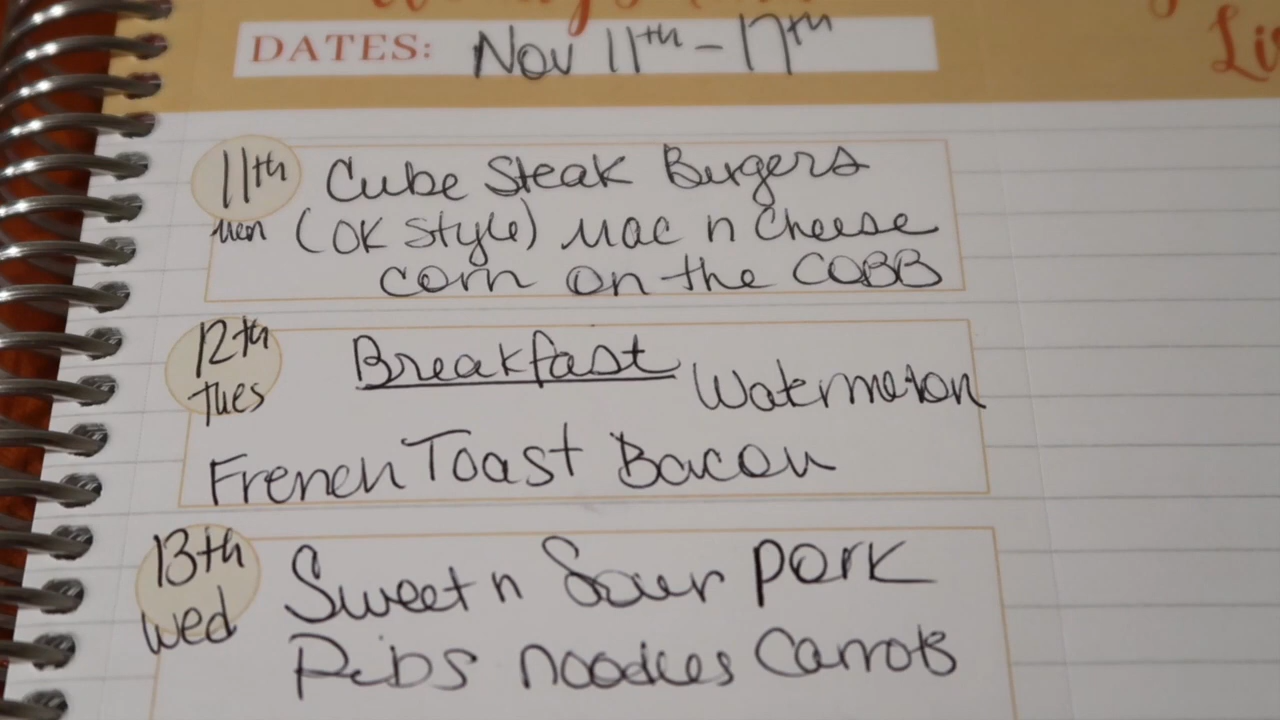 DATES: Nov 11th - 17th
Li
11th Cube Steak Burgers
Mon (OK Style) Mac n Cheese
corn on the COBB
12th Breakfast Watermelon
Tues
French Toast Bacon
13th Sweet n Sour Pork
Wed Ribs noodles Carrots